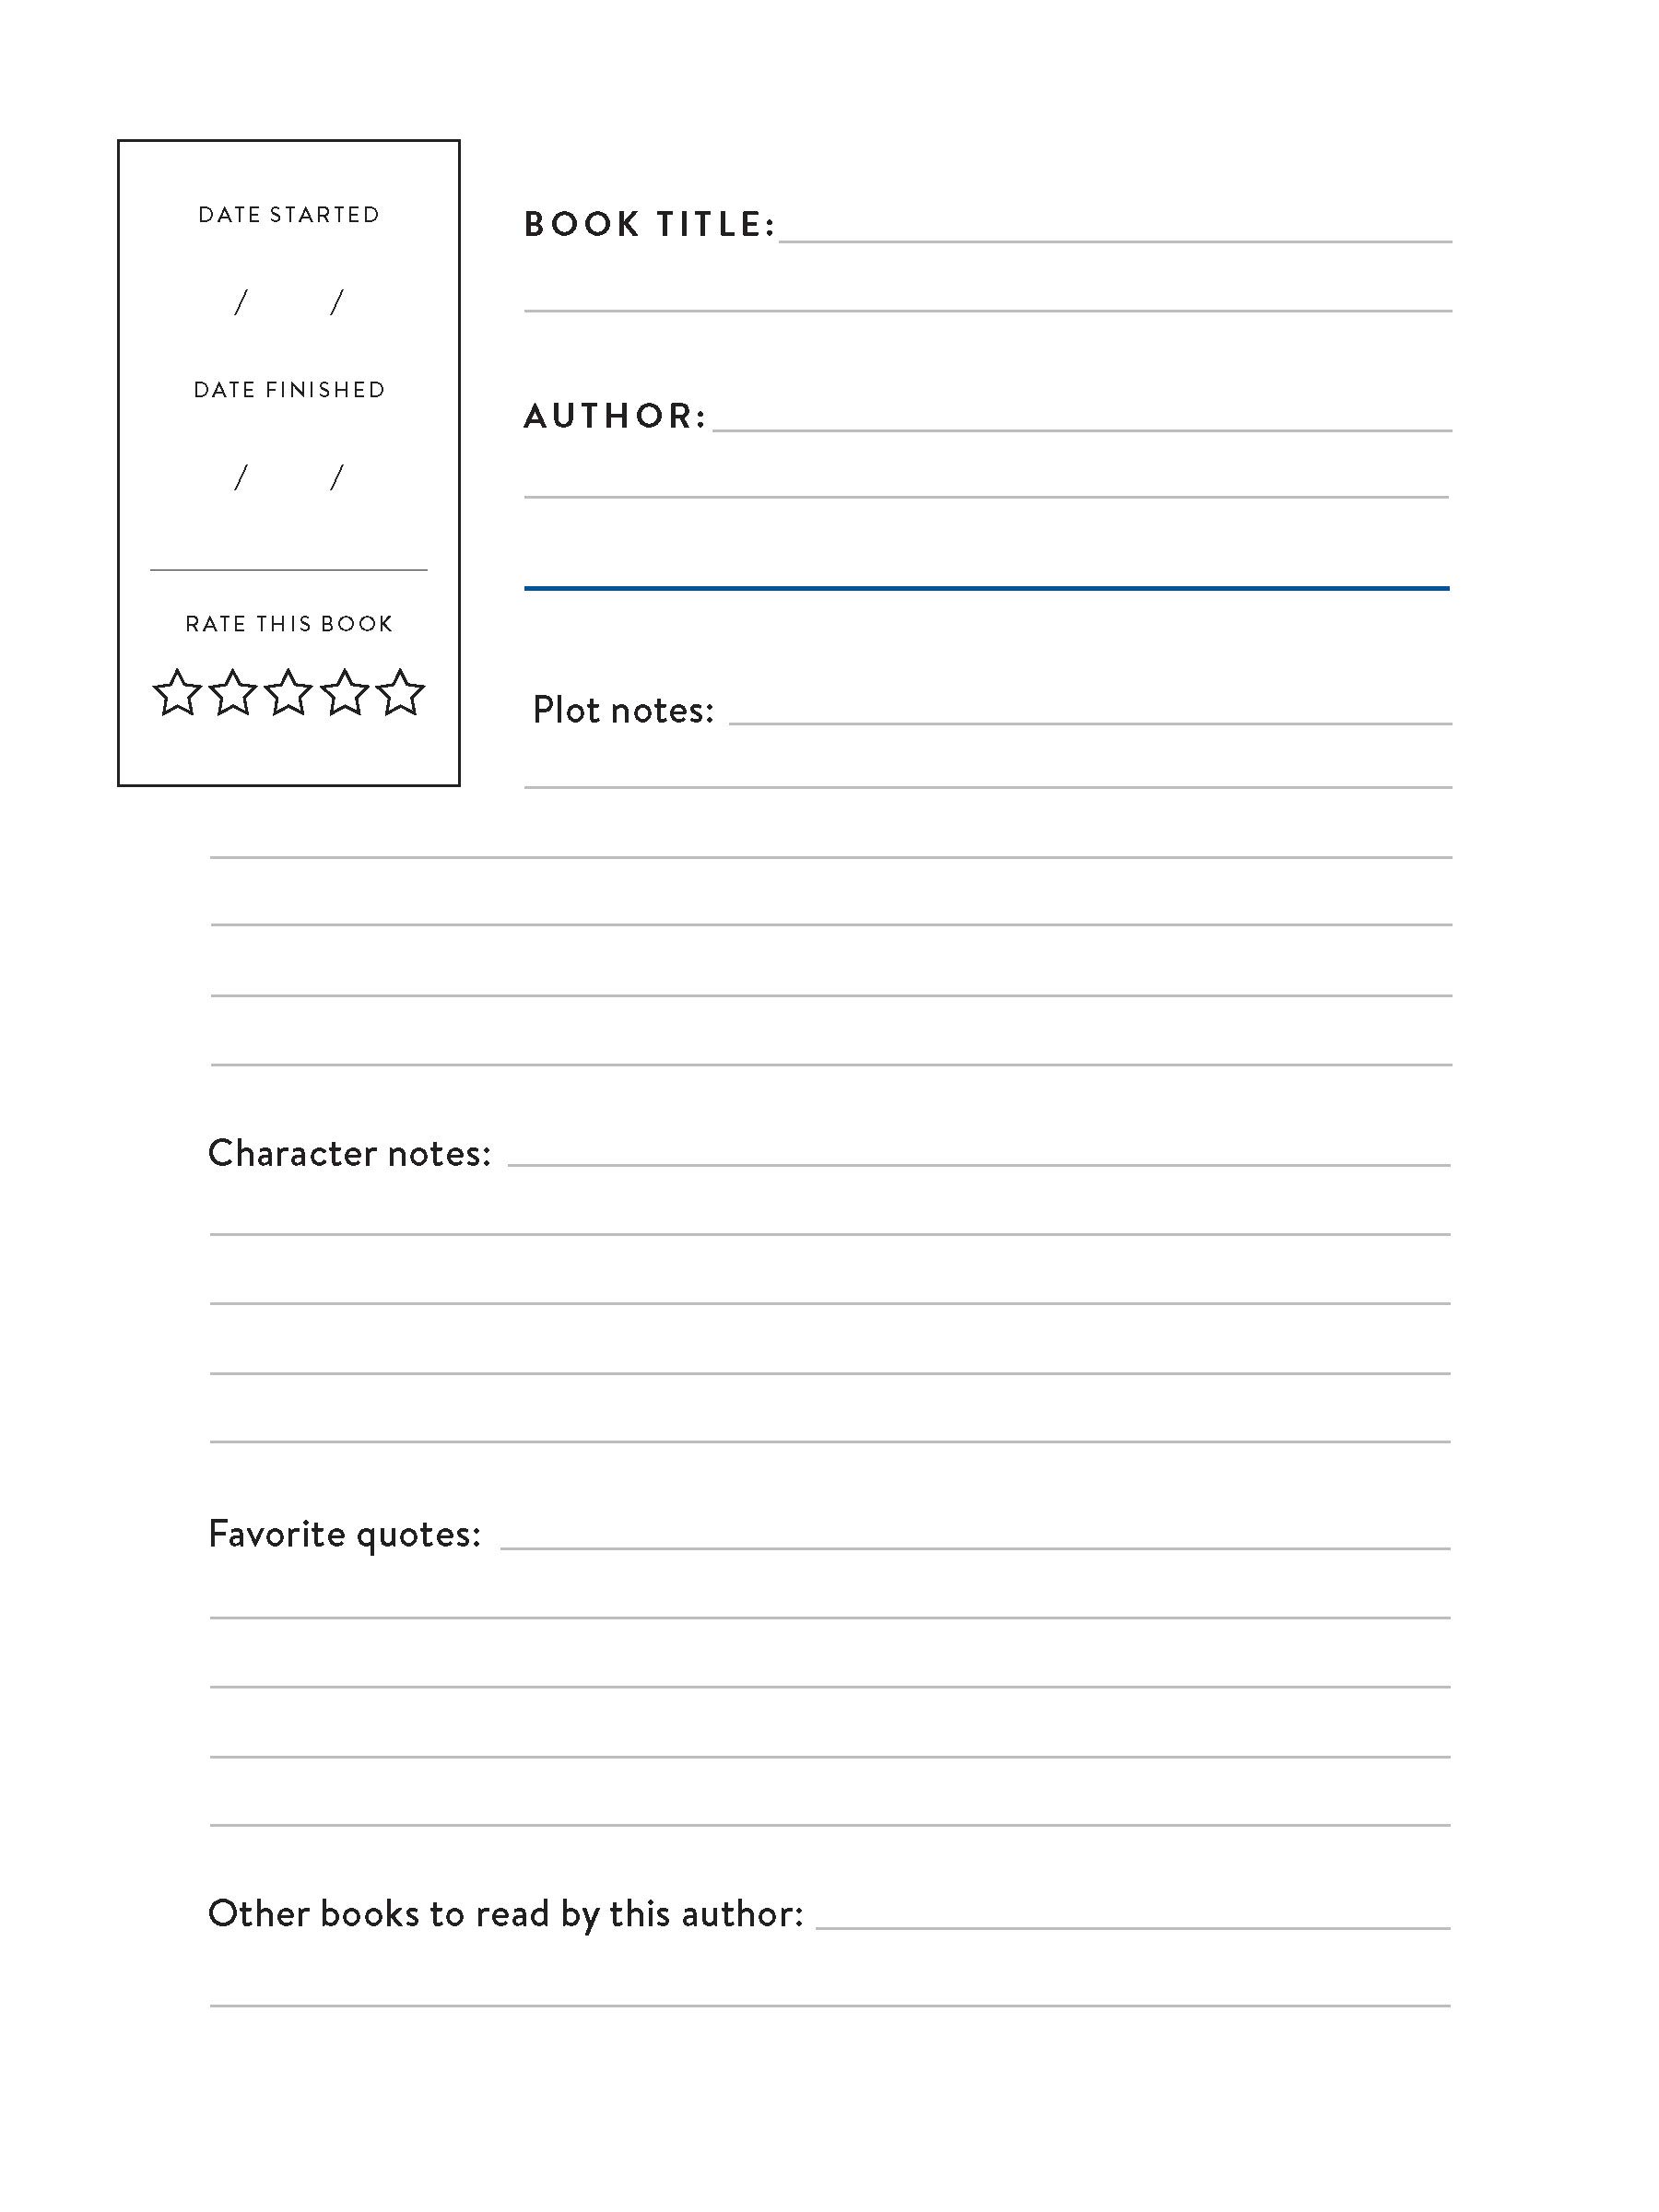 DATE STARTED
/ /
DATE FINISHED
/ /
RATE THIS BOOK
BOOK TITLE:
AUTHOR:
Plot notes:
Character notes:
Favorite quotes:
Other books to read by this author: